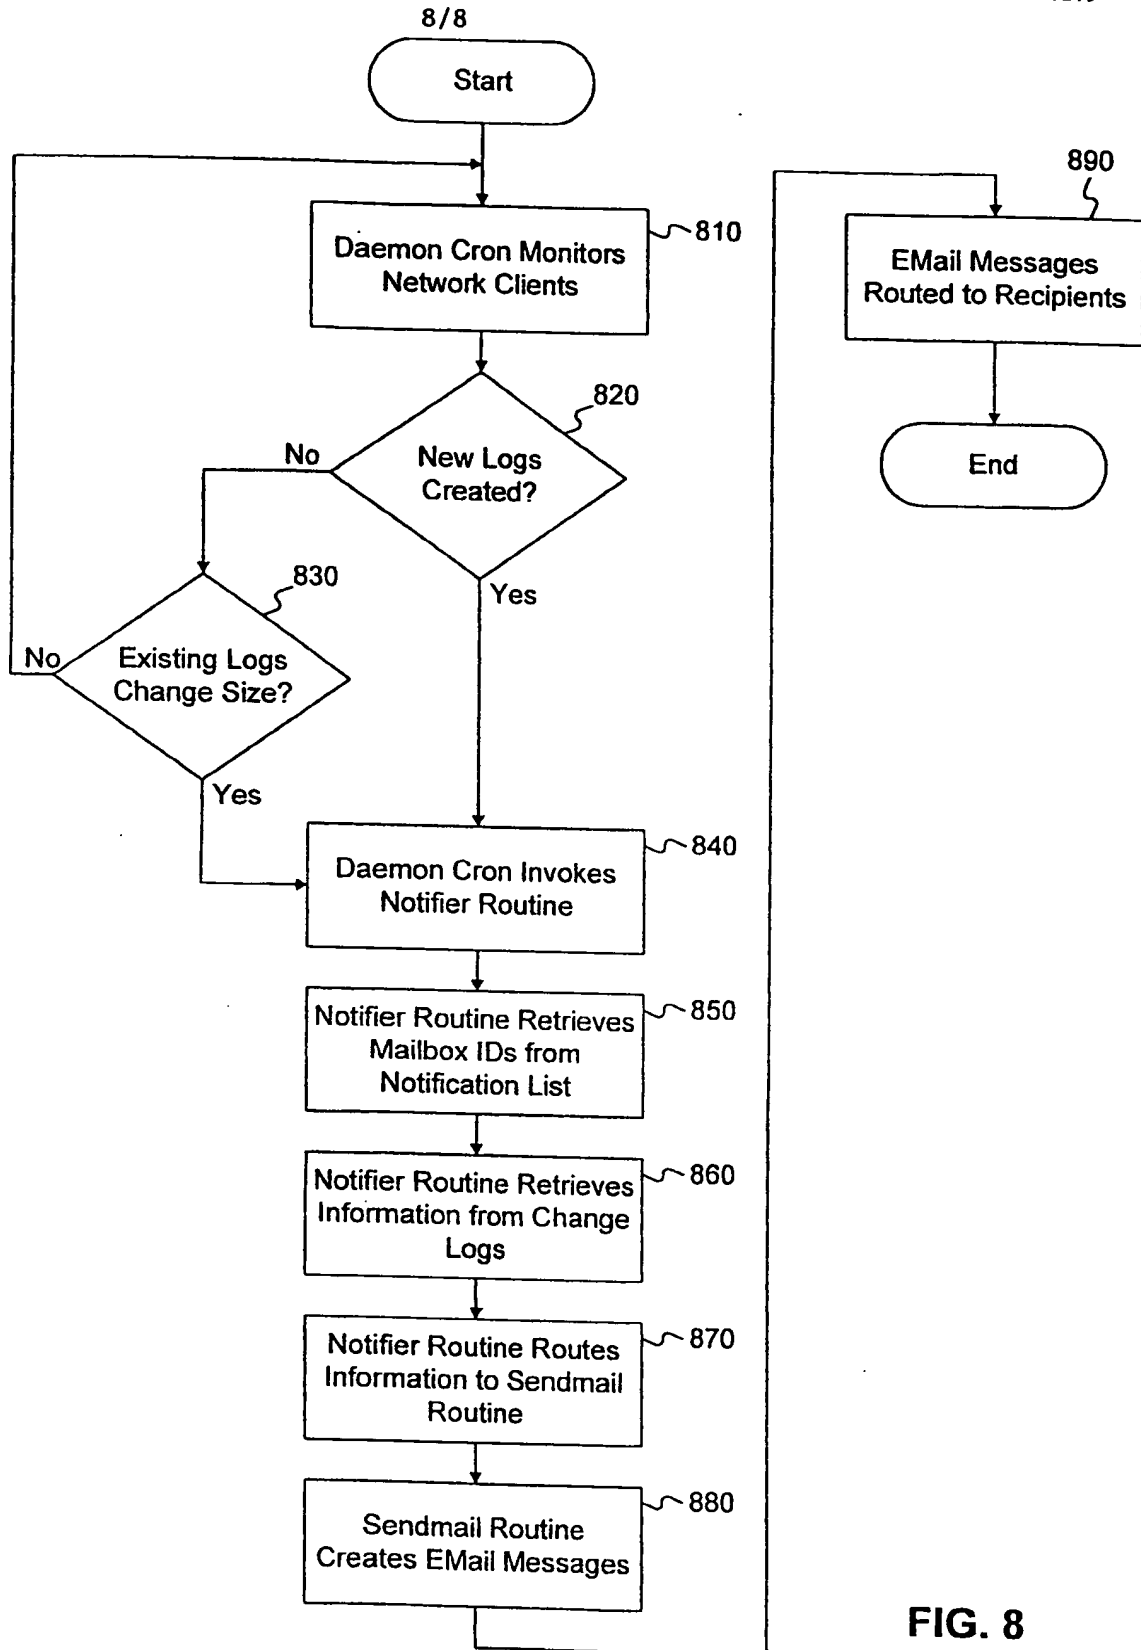 8/8
Start
Daemon Cron Monitors
Network Clients
810
New Logs
Created?
820
No
Yes
Existing Logs
Change Size?
830
No
Yes
Daemon Cron Invokes
Notifier Routine
840
Notifier Routine Retrieves
Mailbox IDs from
Notification List
850
Notifier Routine Retrieves
Information from Change
Logs
860
Notifier Routine Routes
Information to Sendmail
Routine
870
Sendmail Routine
Creates EMail Messages
880
EMail Messages
Routed to Recipients
890
End
FIG. 8